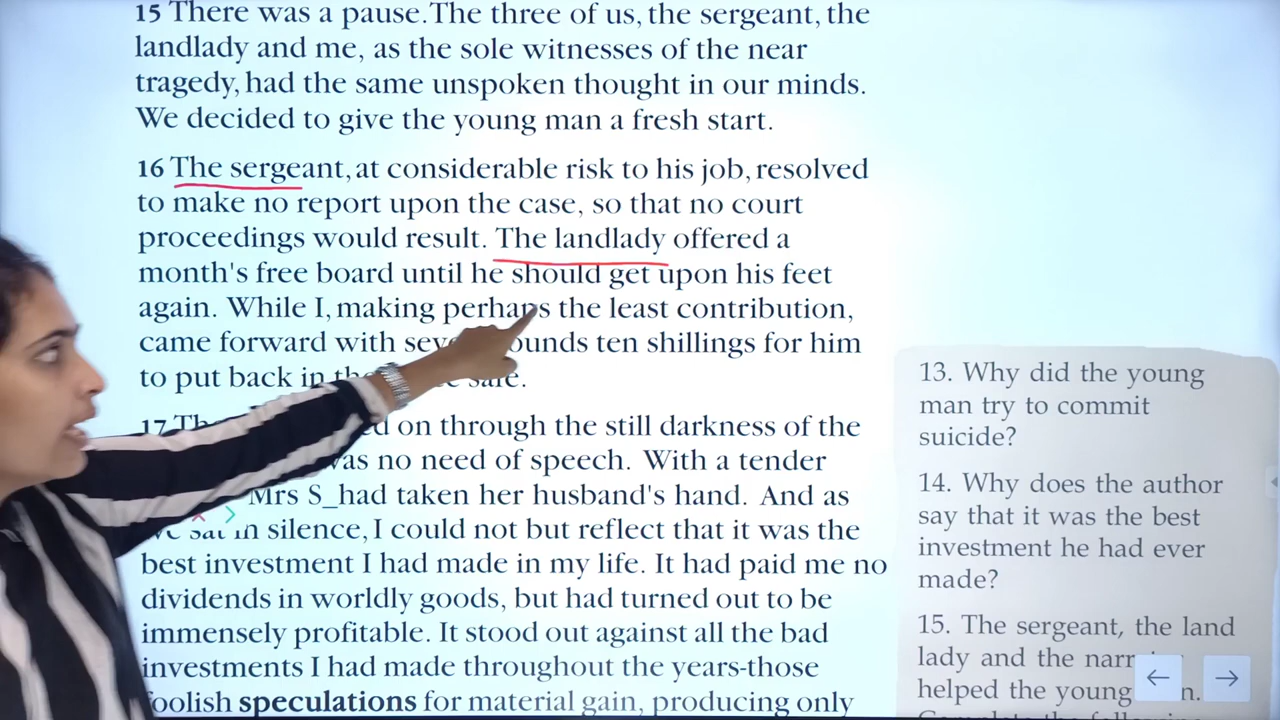 15 There was a pause.The three of us, the sergeant, the
landlady and me, as the sole witnesses of the near
tragedy, had the same unspoken thought in our minds.
We decided to give the young man a fresh start.
16 The sergeant, at considerable risk to his job, resolved
to make no report upon the case, so that no court
proceedings would result. The landlady offered a
month's free board until he should get upon his feet
again. While I, making perhaps the least contribution,
came forward with ounds ten shillings for him
to put back in safe.
17 on through the still darkness of the
was no need of speech. With a tender
Mrs S_had taken her husband's hand. And as
sat in silence, I could not but reflect that it was the
best investment I had made in my life. It had paid me no
dividends in worldly goods, but had turned out to be
immensely profitable. It stood out against all the bad
investments I had made throughout the years-those
foolish speculations for material gain, producing only
13. Why did the young
man try to commit
suicide?
14. Why does the author
say that it was the best
investment he had ever
made?
15. The sergeant, the land
lady and the narr
helped the young n.